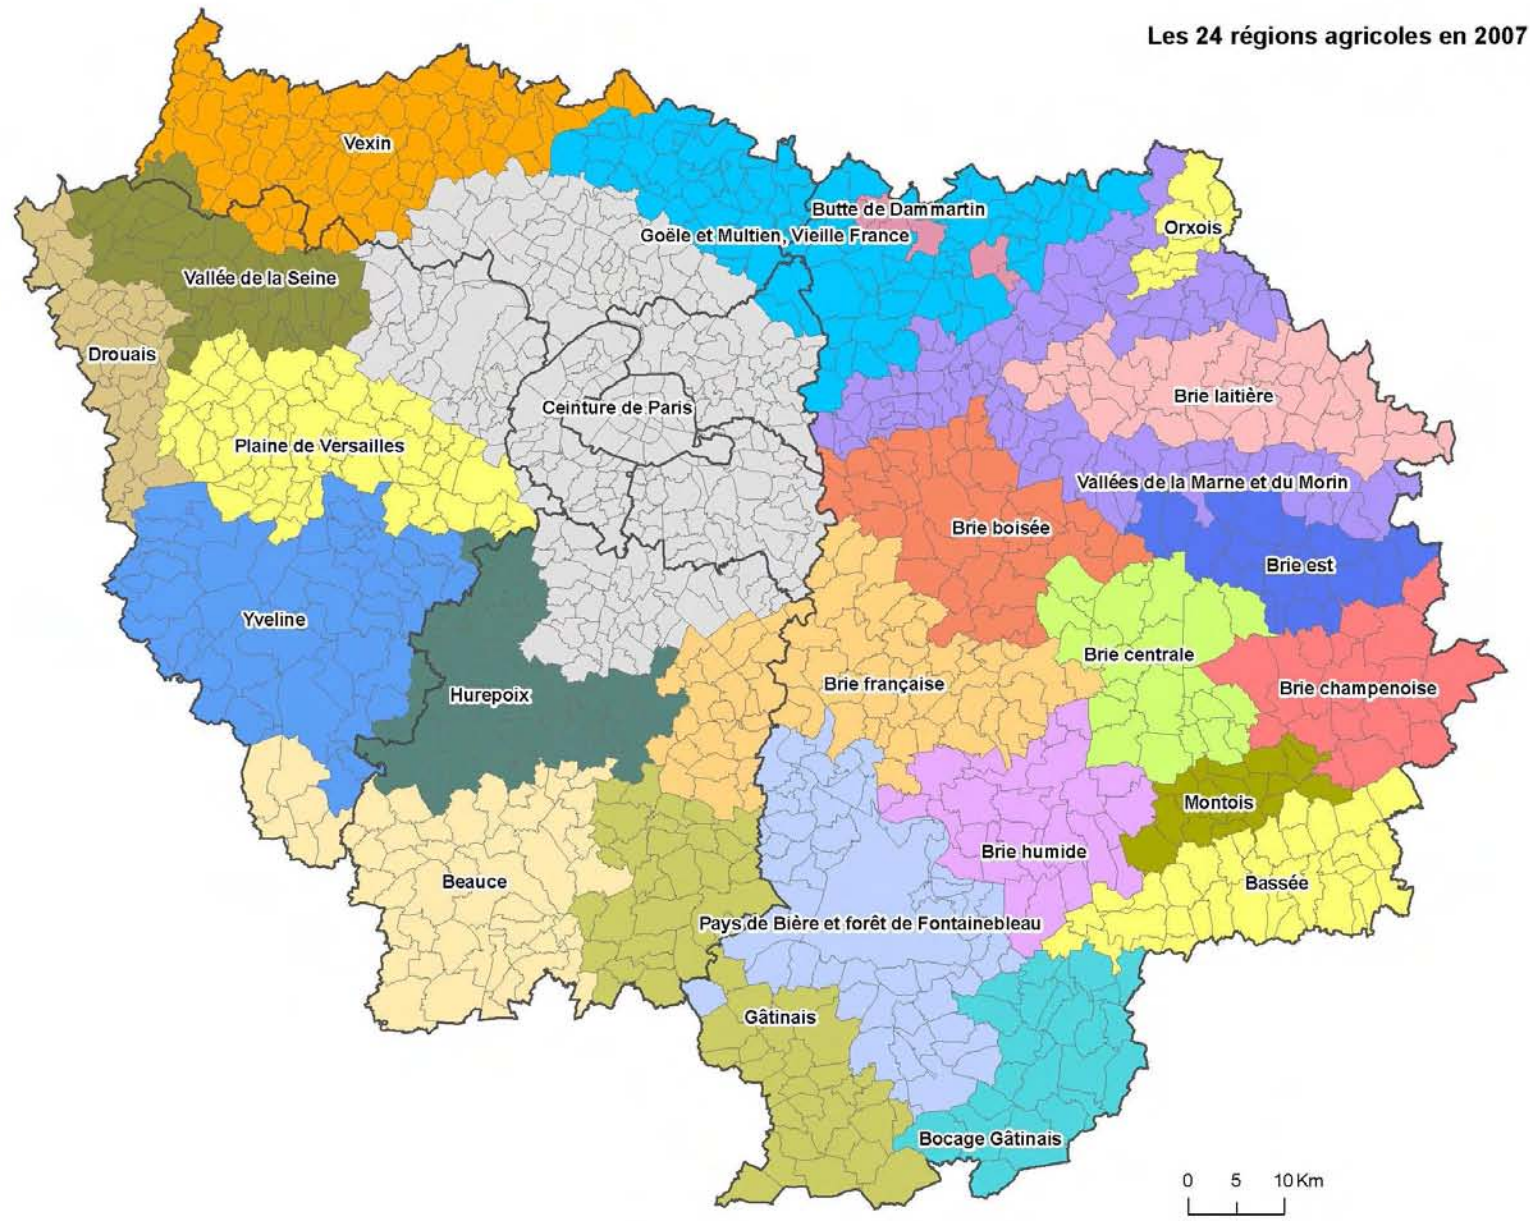 Les 24 régions agricoles en 2007
Vexin
Butte de Dammartin
Orxois
Goële et Multien, Vieille France
Vallée de la Seine
Drouais
Brie laitière
Ceinture de Paris
Plaine de Versailles
Vallées de la Marne et du Morin
Brie boisée
Brie est
Yveline
Brie centrale
Brie française
Brie champenoise
Hurepoix
Montois
Brie humide
Beauce
Bassée
Pays de Bière et forêt de Fontainebleau
Gâtinais
Bocage Gâtinais
0 5 10 Km